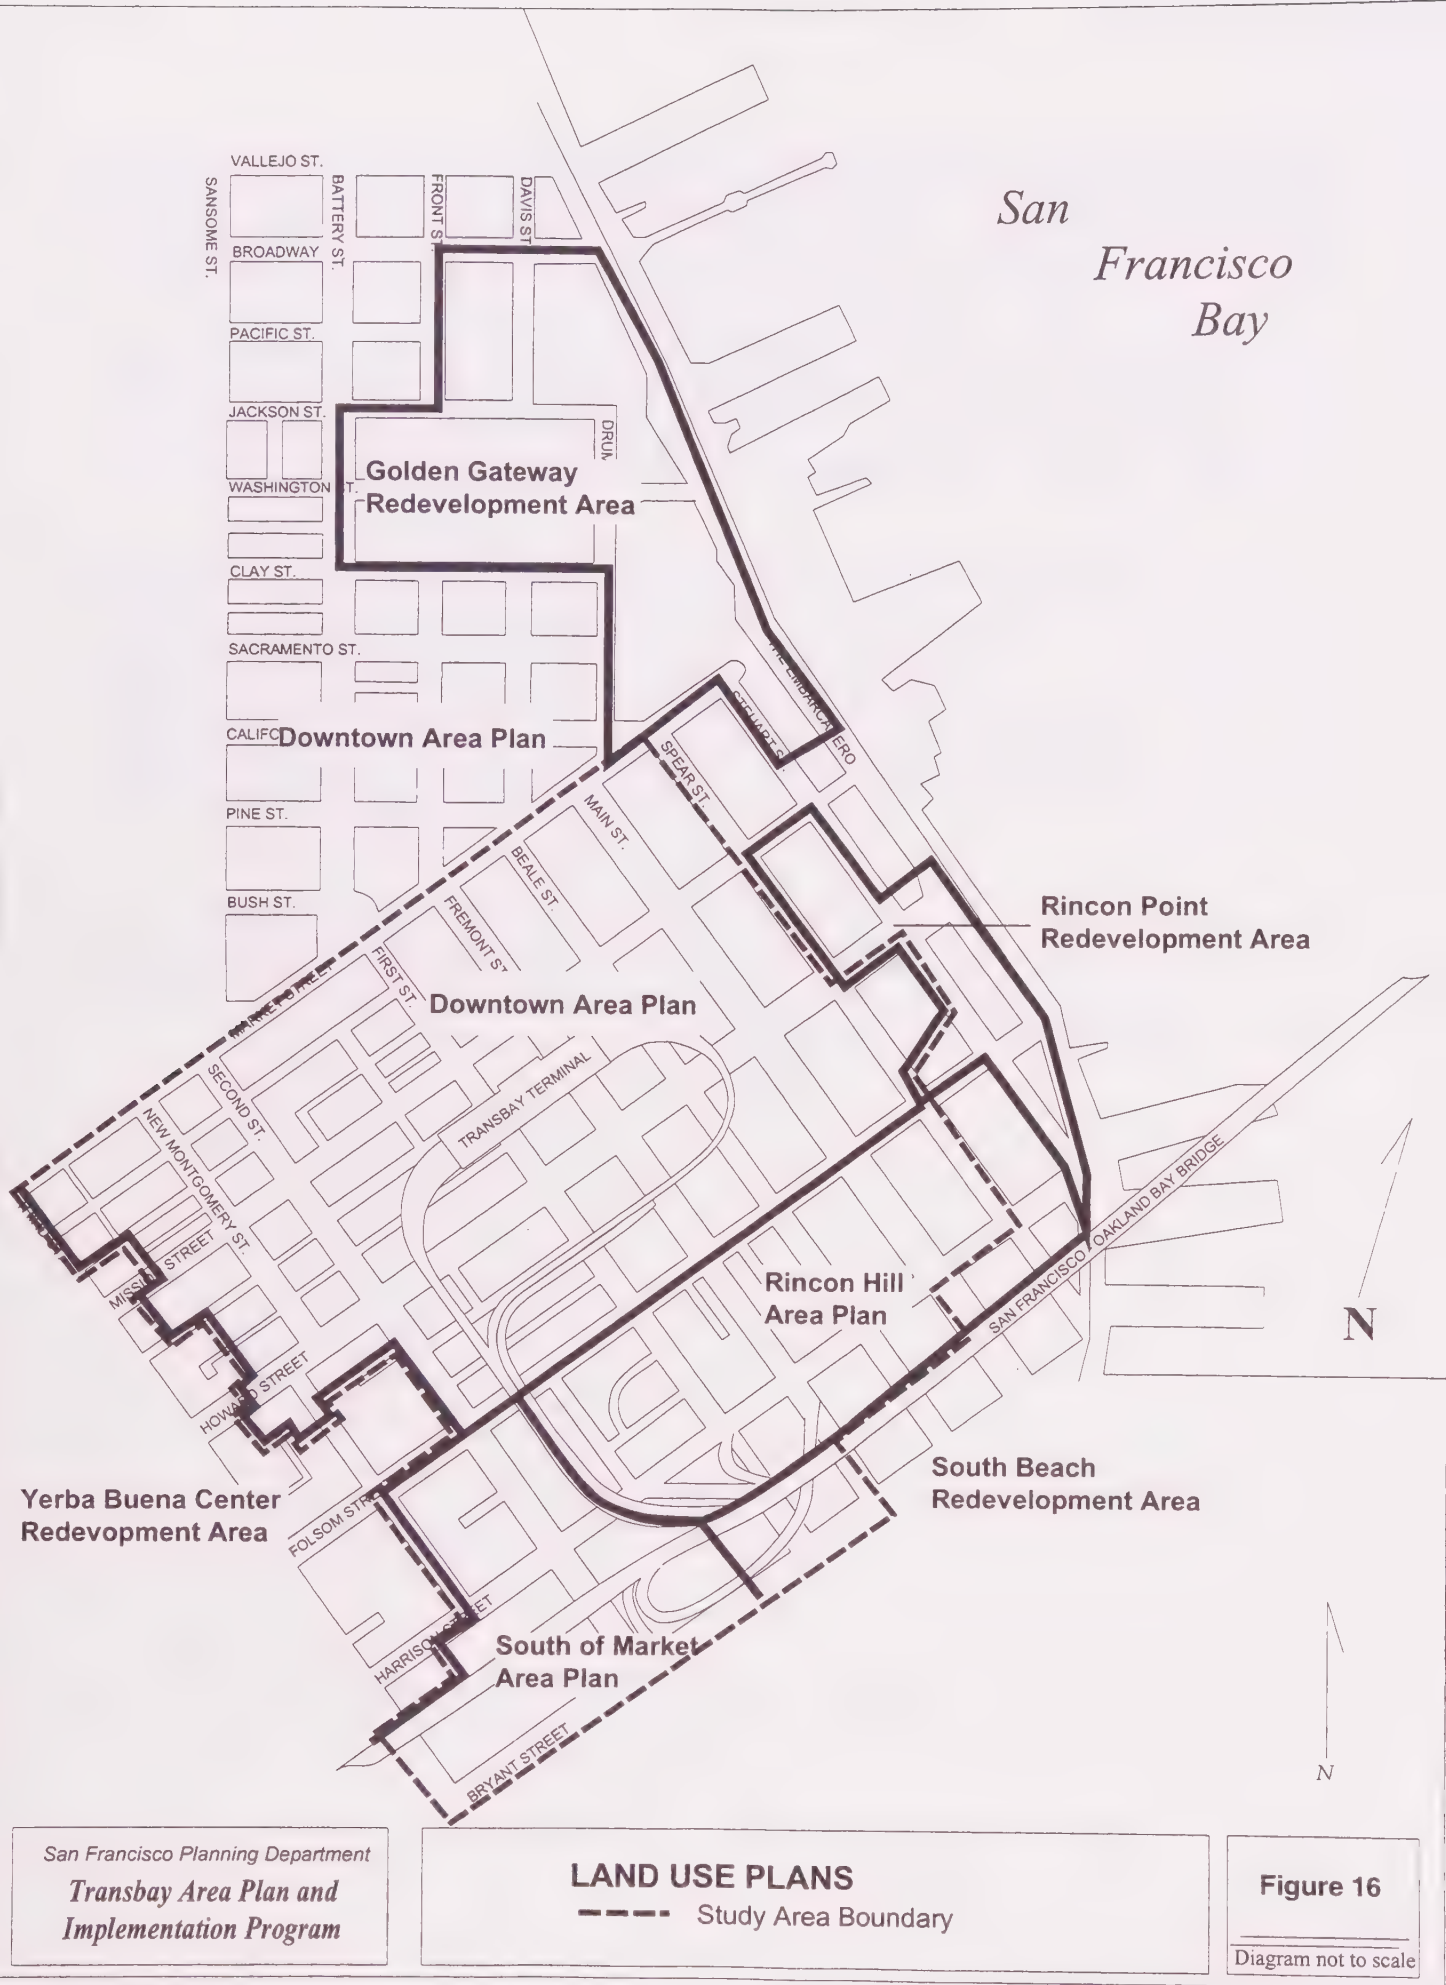 San
Francisco
Bay
VALLEJO ST.
SANSOME ST.
BATTERY ST.
FRONT ST.
DAVIS ST
BROADWAY
PACIFIC ST.
JACKSON ST.
DRUM
Golden Gateway
Redevelopment Area
WASHINGTON ST.
CLAY ST.
SACRAMENTO ST.
THE EMBARCADERO
STEUART S
CALIFO
Downtown Area Plan
SPEAR ST.
MAIN ST.
PINE ST.
BEALE ST.
BUSH ST.
FREMONT ST
FIRST ST.
MARKET STREET
Rincon Point
Redevelopment Area
Downtown Area Plan
SECOND ST.
TRANSBAY TERMINAL
NEW MONTGOMERY ST.
SAN FRANCISCO / OAKLAND BAY BRIDGE
MISSION STREET
Rincon Hill
Area Plan
N
HOWARD STREET
South Beach
Redevelopment Area
Yerba Buena Center
Redevopment Area
FOLSOM STRE
HARRISON STREET
South of Market
Area Plan
BRYANT STREET
N
San Francisco Planning Department
Transbay Area Plan and
Implementation Program
LAND USE PLANS
Study Area Boundary
Figure 16
Diagram not to scale